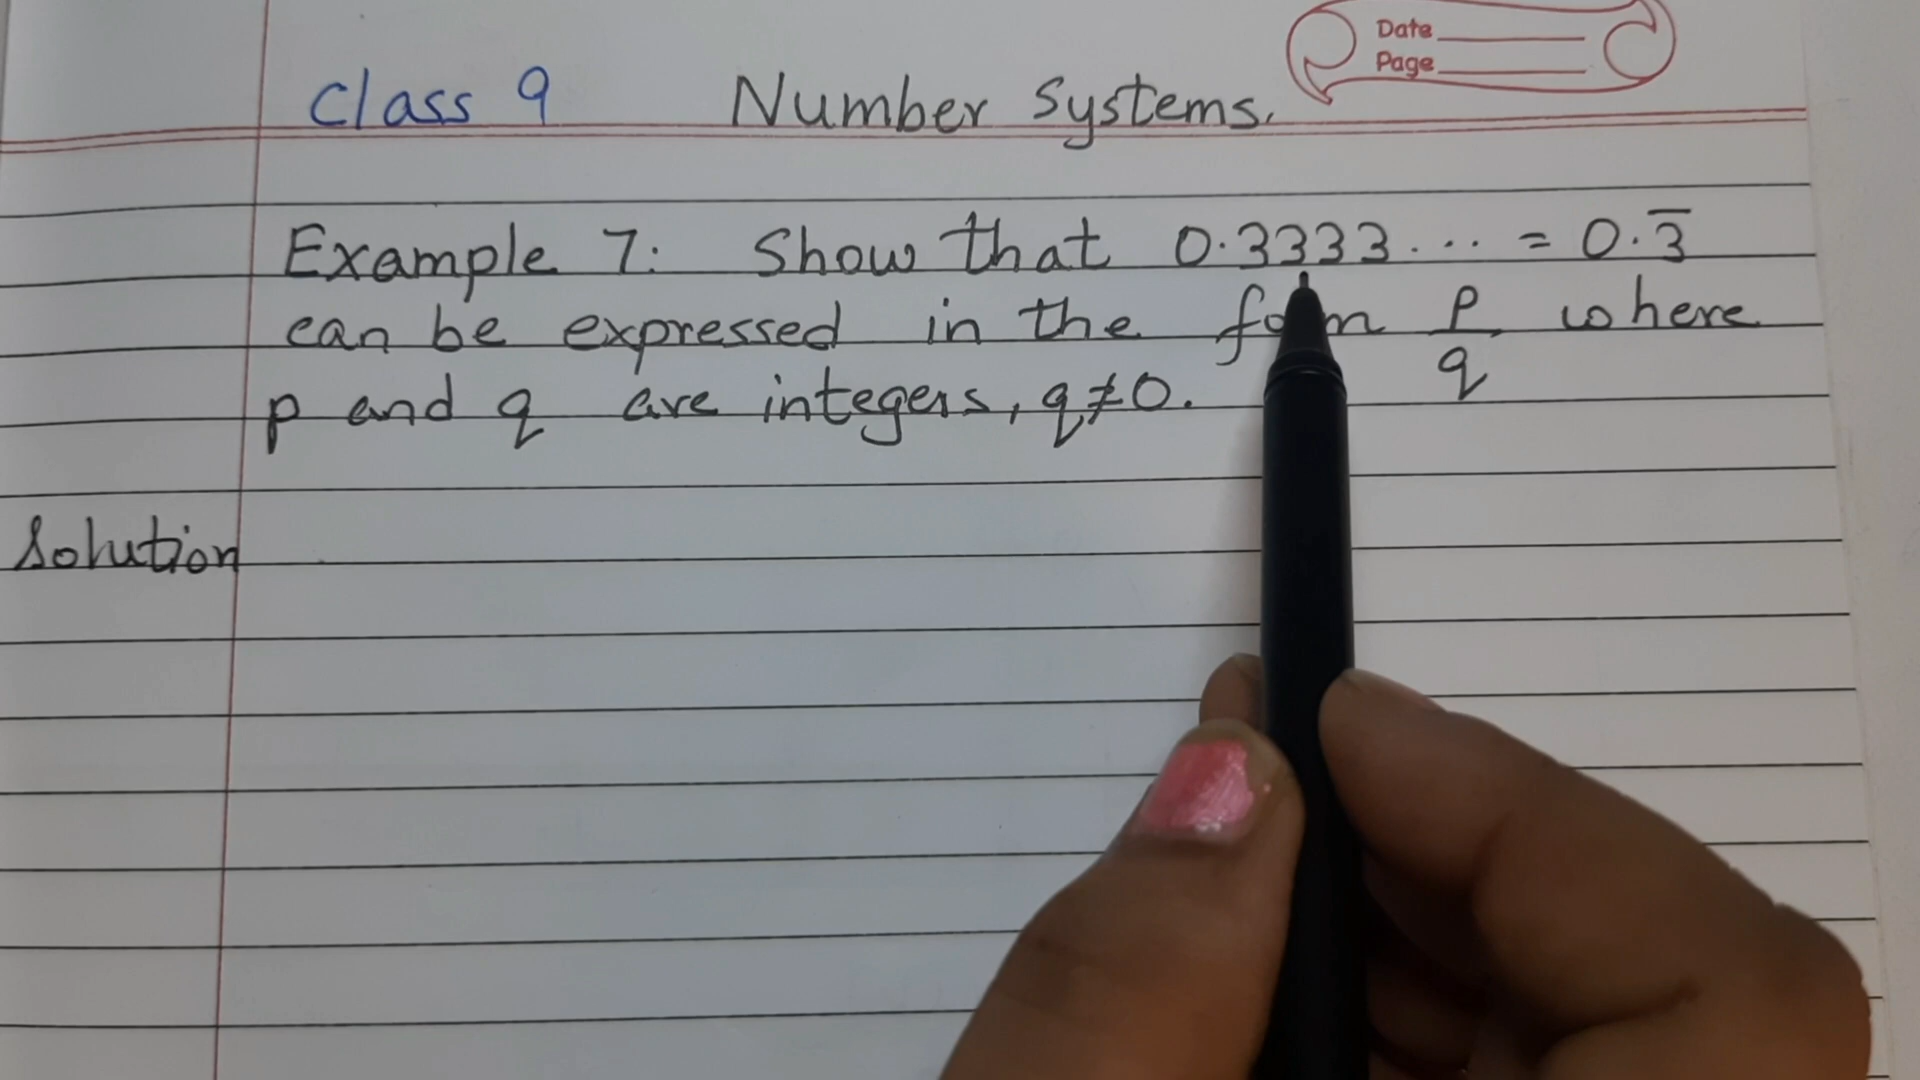 Date
Page
Class 9 Number Systems.
Example 7: Show that 0.3333... = 0.3̅
can be expressed in the form p/q where
p and q are integers, q≠0.
Solution